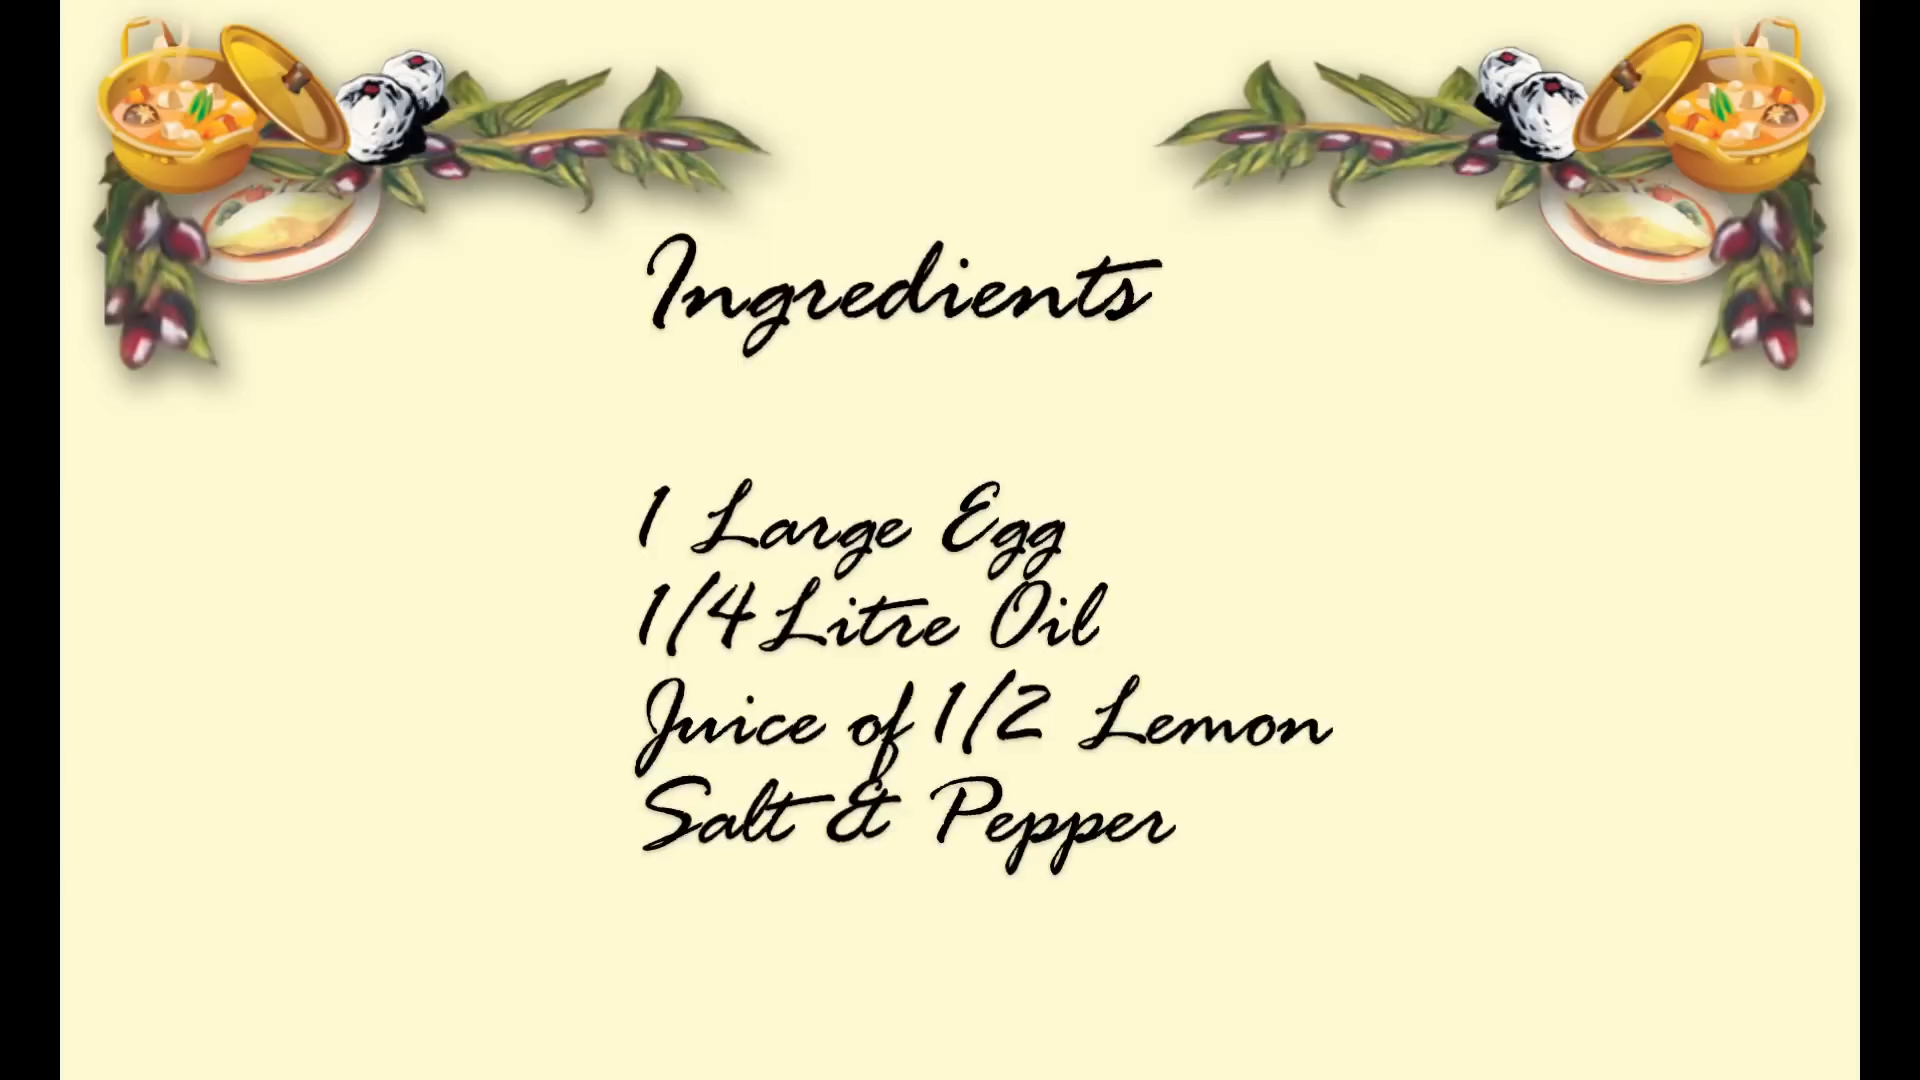 Ingredients
1 Large Egg
1/4 Litre Oil
Juice of 1/2 Lemon
Salt & Pepper